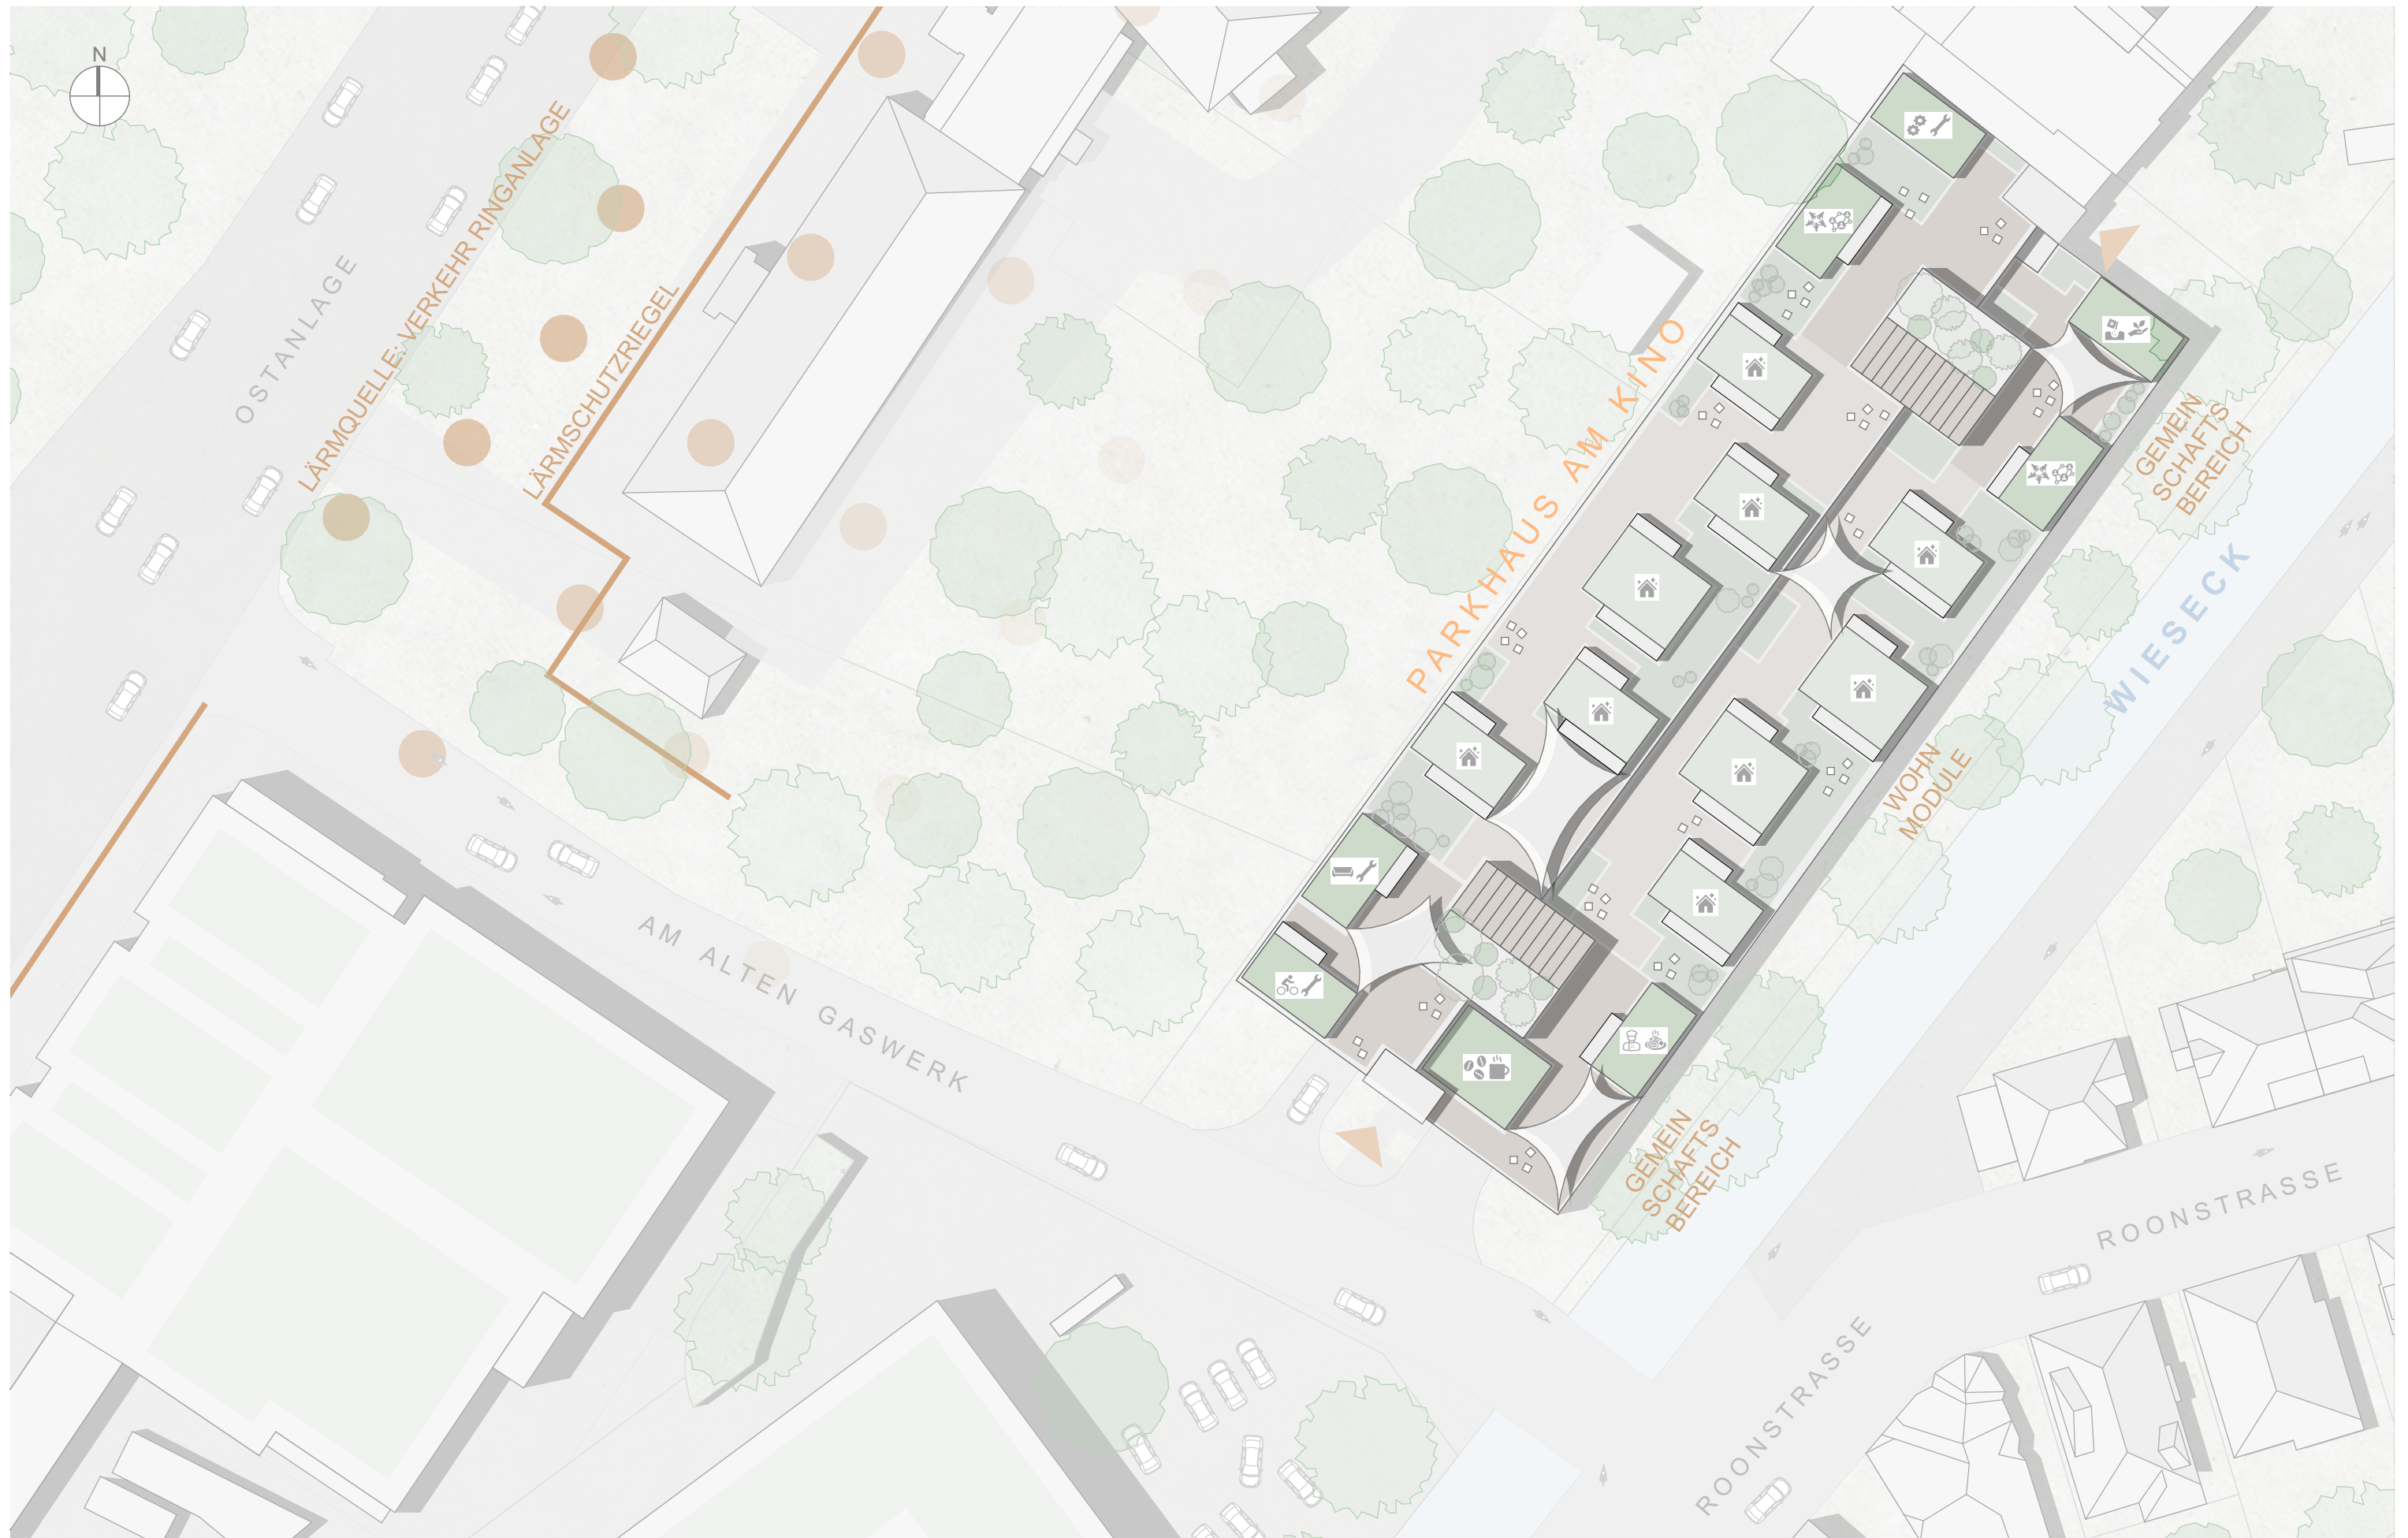 N
OSTANLAGE
LÄRMQUELLE: VERKEHR RINGANLAGE
LÄRMSCHUTZRIEGEL
PARKHAUS AM KINO
GEMEIN
SCHAFTS
BEREICH
WIESECK
WOHN
MODULE
AM ALTEN GASWERK
GEMEIN
SCHAFTS
BEREICH
ROONSTRASSE
ROONSTRASSE